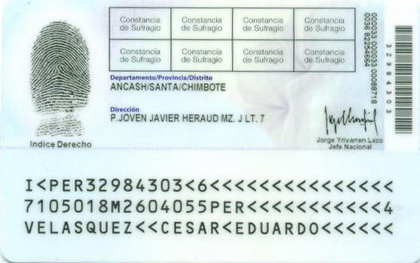 Constancia de Sufragio Constancia de Sufragio Constancia de Sufragio Constancia de Sufragio
Constancia de Sufragio Constancia de Sufragio Constancia de Sufragio Constancia de Sufragio
Departamento/Provincia/Distrito
ANCASH/SANTA/CHIMBOTE
Dirección
P.JOVEN JAVIER HERAUD MZ. J LT. 7
Indice Derecho
Jorge Yrivarren Lazo
Jefe Nacional
32984303
I<PER32984303<6<<<<<<<<<<<<<<<
7105018M2604055PER<<<<<<<<<<<4
VELASQUEZ<<CESAR<EDUARDO<<<<<<